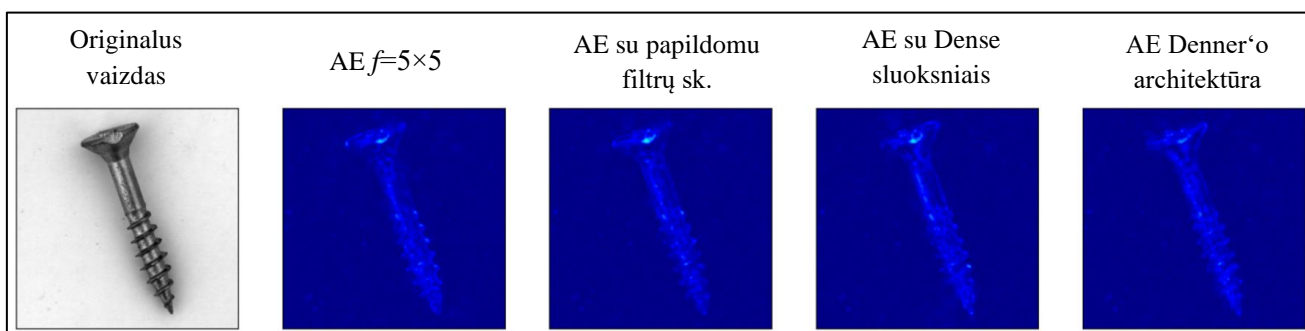 Originalus
vaizdas
AE f=5×5
AE su papildomu
filtrų sk.
AE su Dense
sluoksniais
AE Denner‘o
architektūra